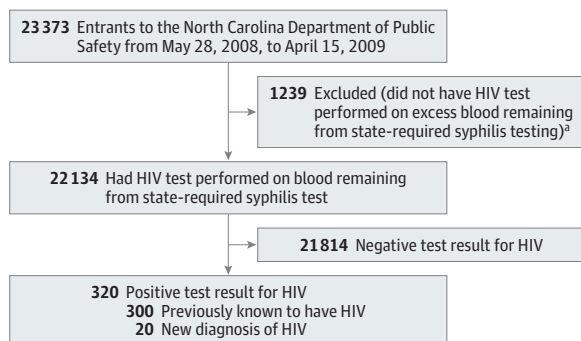 23 373 Entrants to the North Carolina Department of Public
Safety from May 28, 2008, to April 15, 2009
1239 Excluded (did not have HIV test
performed on excess blood remaining
from state-required syphilis testing)a
22 134 Had HIV test performed on blood remaining
from state-required syphilis test
21 814 Negative test result for HIV
320 Positive test result for HIV
300 Previously known to have HIV
20 New diagnosis of HIV